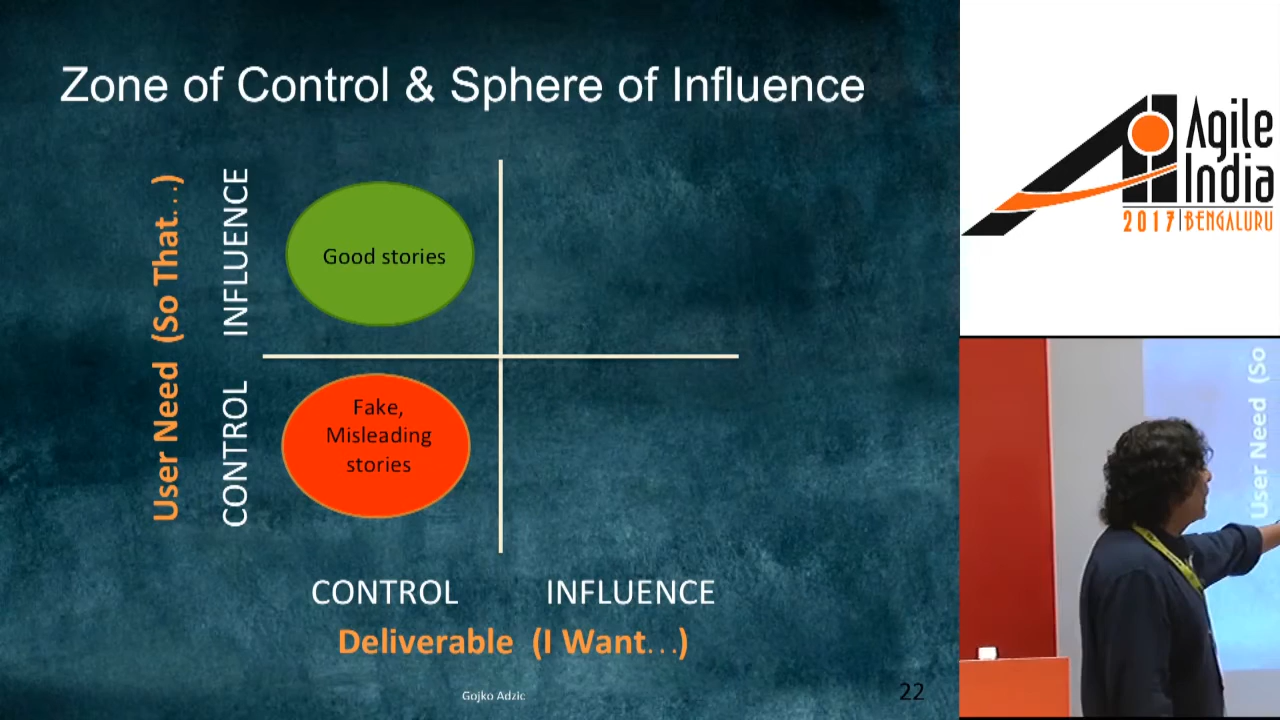 Zone of Control & Sphere of Influence
User Need (So That...)
INFLUENCE
CONTROL
Good stories
Fake,
Misleading
stories
CONTROL INFLUENCE
Deliverable (I Want...)
Gojko Adzic
22
Agile
India
2017 | BENGALURU
User Need (So